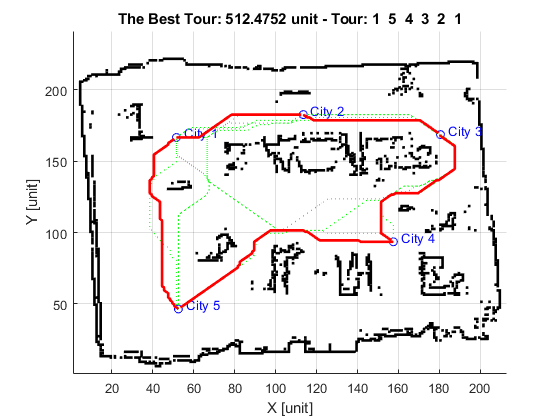 The Best Tour: 512.4752 unit - Tour: 1 5 4 3 2 1
200
150
100
50
Y [unit]
City 1
City 2
City 3
City 4
City 5
20 40 60 80 100 120 140 160 180 200
X [unit]